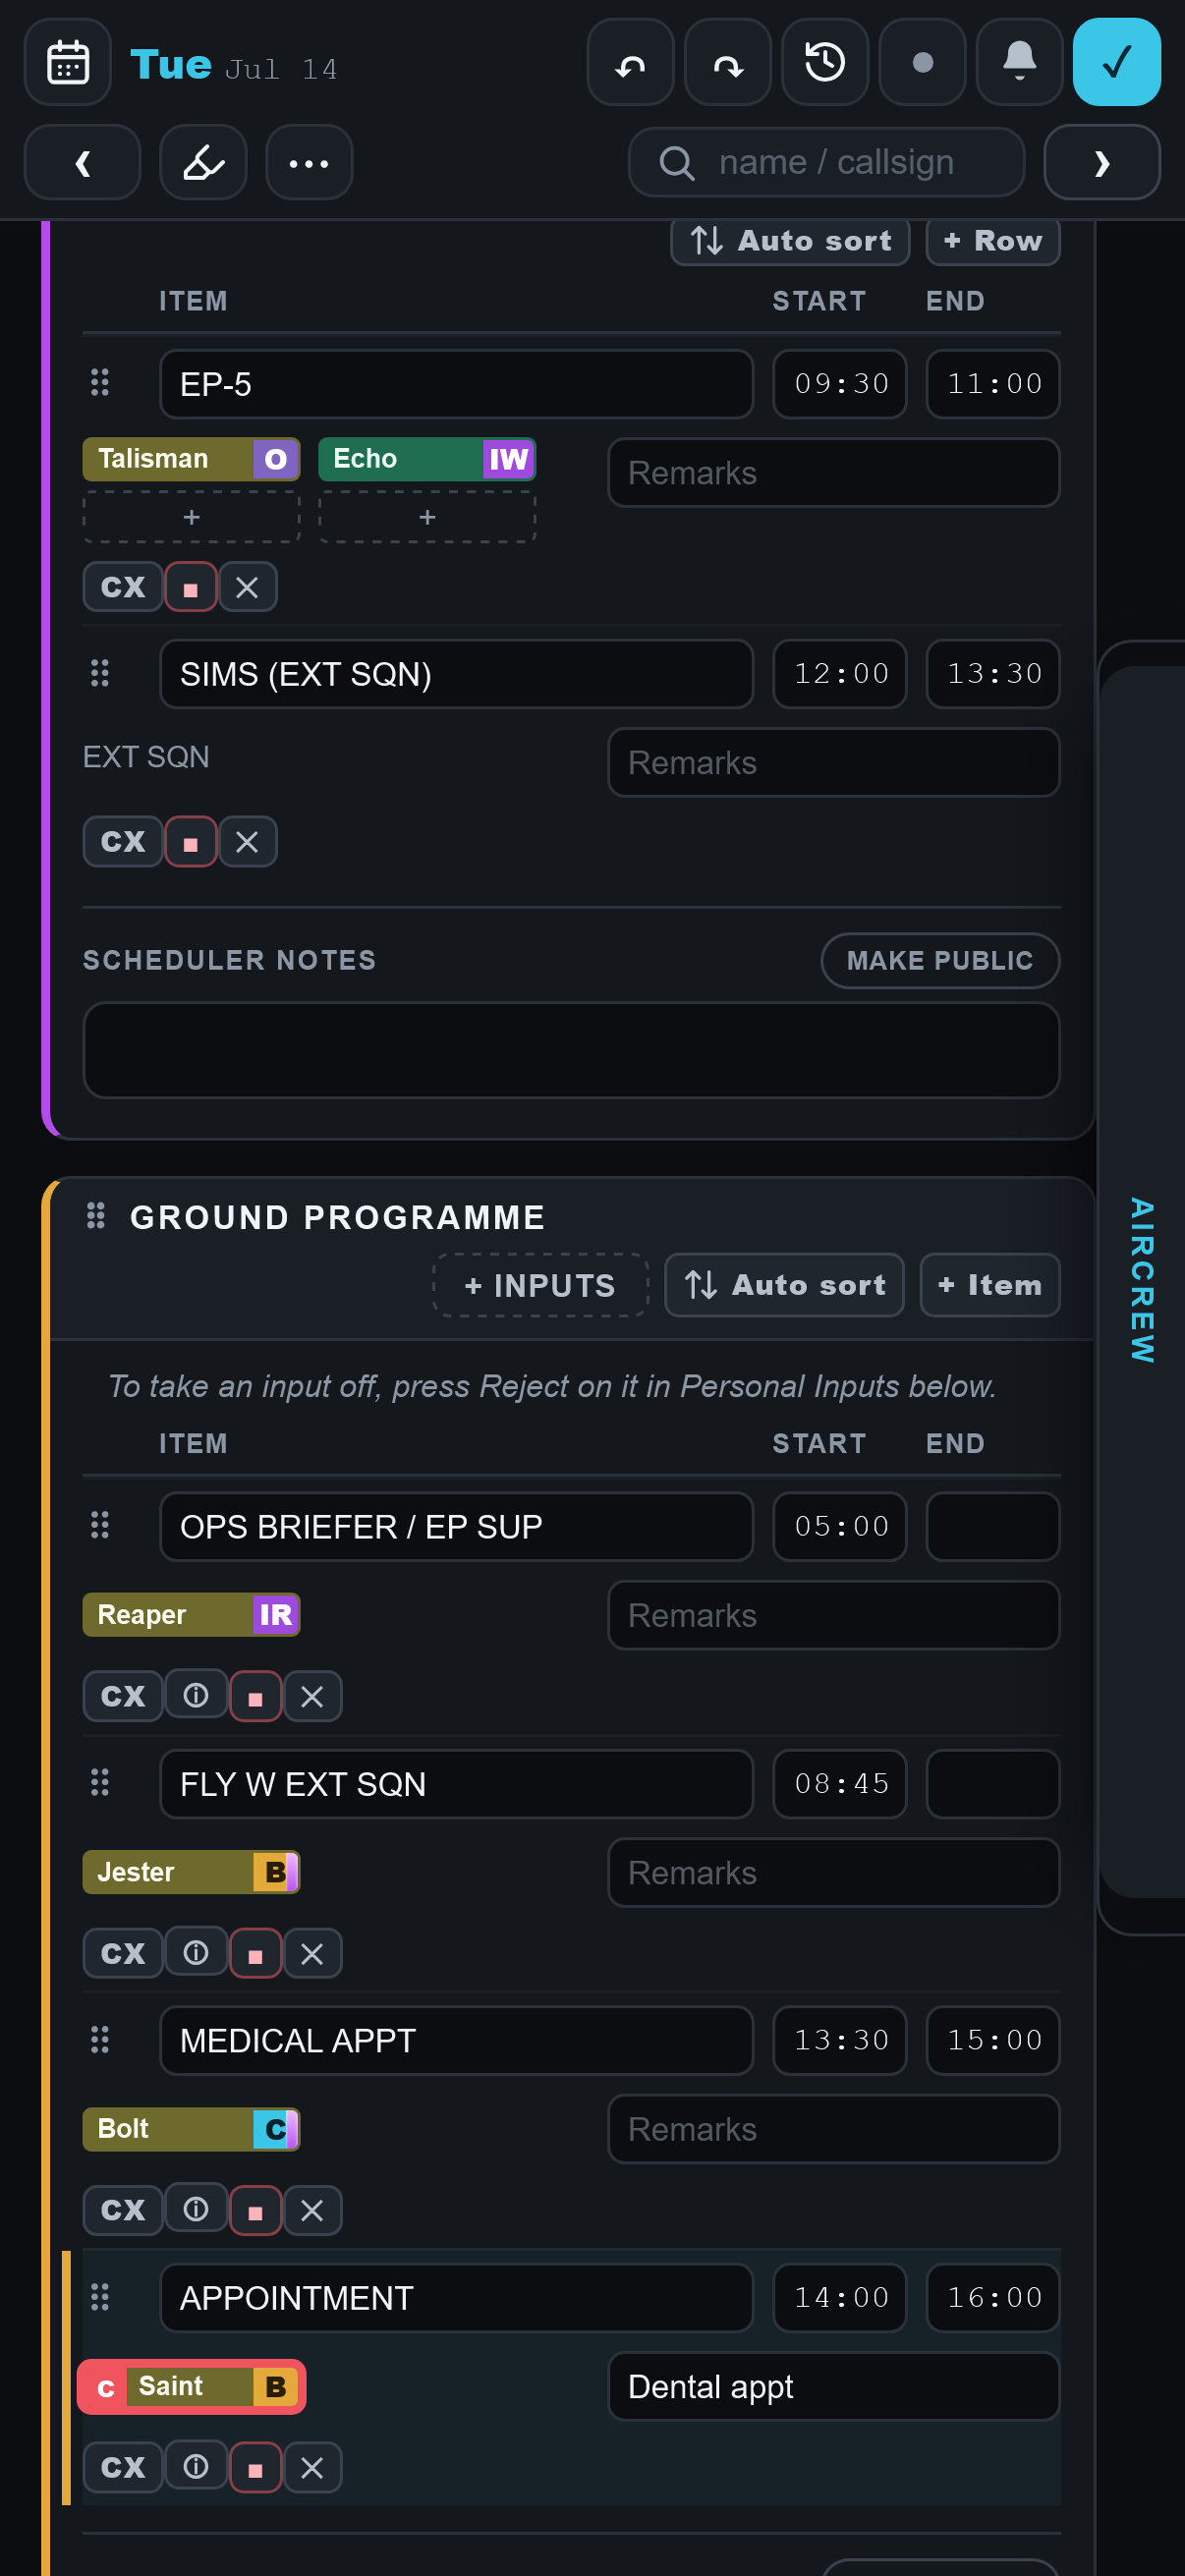 Tue Jul 14
name / callsign
Auto sort + Row
ITEM START END
EP-5 09:30 11:00
Talisman O Echo IW Remarks
+ +
CX
SIMS (EXT SQN) 12:00 13:30
EXT SQN Remarks
CX
SCHEDULER NOTES MAKE PUBLIC
AIRCREW
GROUND PROGRAMME
+ INPUTS Auto sort + Item
To take an input off, press Reject on it in Personal Inputs below.
ITEM START END
OPS BRIEFER / EP SUP 05:00
Reaper IR Remarks
CX
FLY W EXT SQN 08:45
Jester B Remarks
CX
MEDICAL APPT 13:30 15:00
Bolt C Remarks
CX
APPOINTMENT 14:00 16:00
C Saint B Dental appt
CX